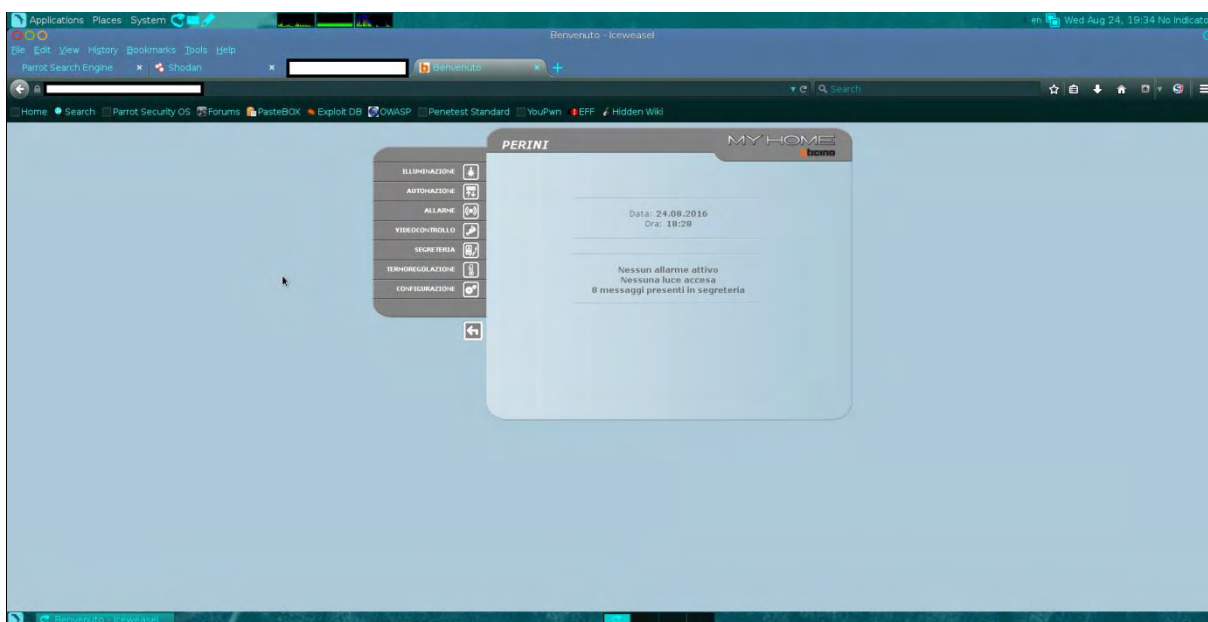 Applications Places System
en Wed Aug 24, 19:34 No Indicato
Benvenuto - Iceweasel
File Edit View History Bookmarks Tools Help
Parrot Search Engine
Shodan
Benvenuto
Search
Home Search Parrot Security OS Forums PasteBOX Exploit DB OWASP Penetest Standard YouPwn EFF Hidden Wiki
PERINI
MY HOME
bticino
ILLUMINAZIONE
AUTOMAZIONE
ALLARME
VIDEOCONTROLLO
SEGRETERIA
TERMOREGOLAZIONE
CONFIGURAZIONE
Data: 24.08.2016
Ora: 18:28
Nessun allarme attivo
Nessuna luce accesa
8 messaggi presenti in segreteria
Benvenuto - Iceweasel